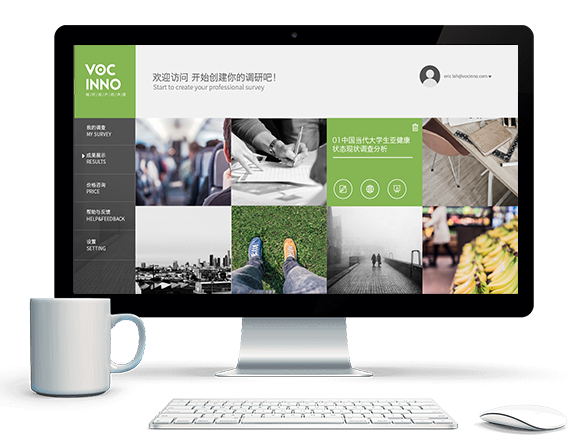 VOC
INNO
欢迎访问 开始创建你的调研吧！
Start to create your professional survey
eric.lah@vocinno.com
我的调查
MY SURVEY
成果展示
RESULTS
价格咨询
PRICE
帮助与反馈
HELP&FEEDBACK
设置
SETTING
01中国当代大学生亚健康
状态现状调查分析